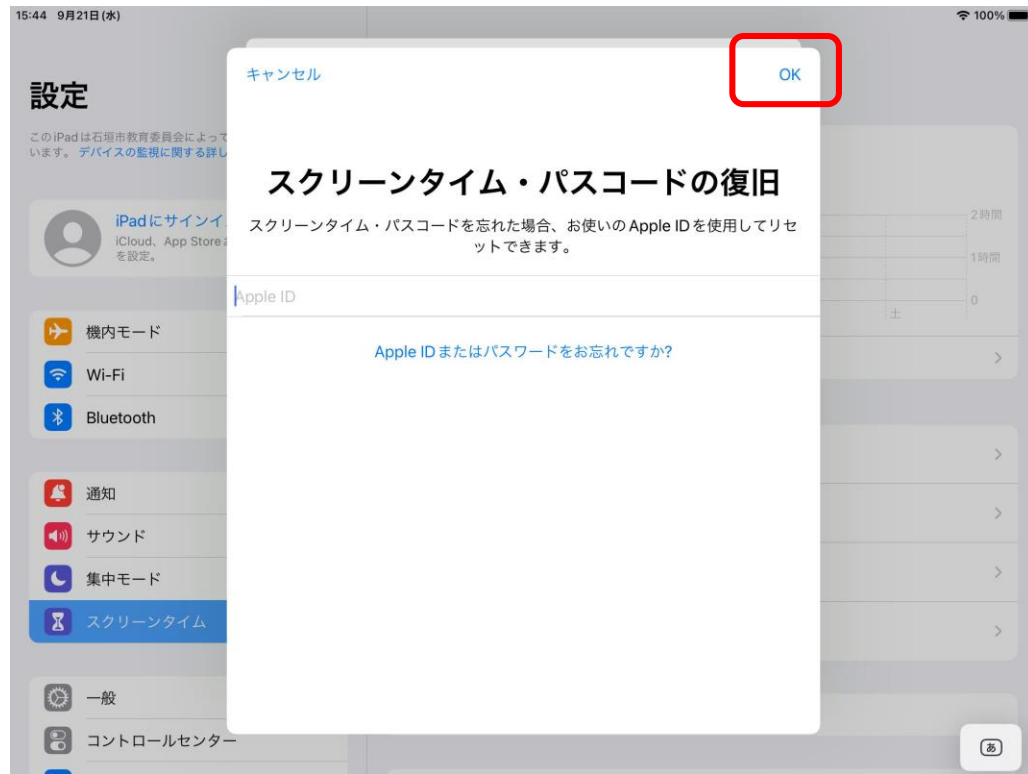 15:44 9月21日(水)
100%
設定
このiPadは石垣市教育委員会によって
います。デバイスの監視に関する詳し
iPadにサインイ
iCloud、App Store
を設定。
機内モード
Wi-Fi
Bluetooth
通知
サウンド
集中モード
スクリーンタイム
一般
コントロールセンター
キャンセル
OK
スクリーンタイム・パスコードの復旧
スクリーンタイム・パスコードを忘れた場合、お使いのApple IDを使用してリセ
ットできます。
Apple ID
Apple IDまたはパスワードをお忘れですか?
2時間
1時間
0
土
あ